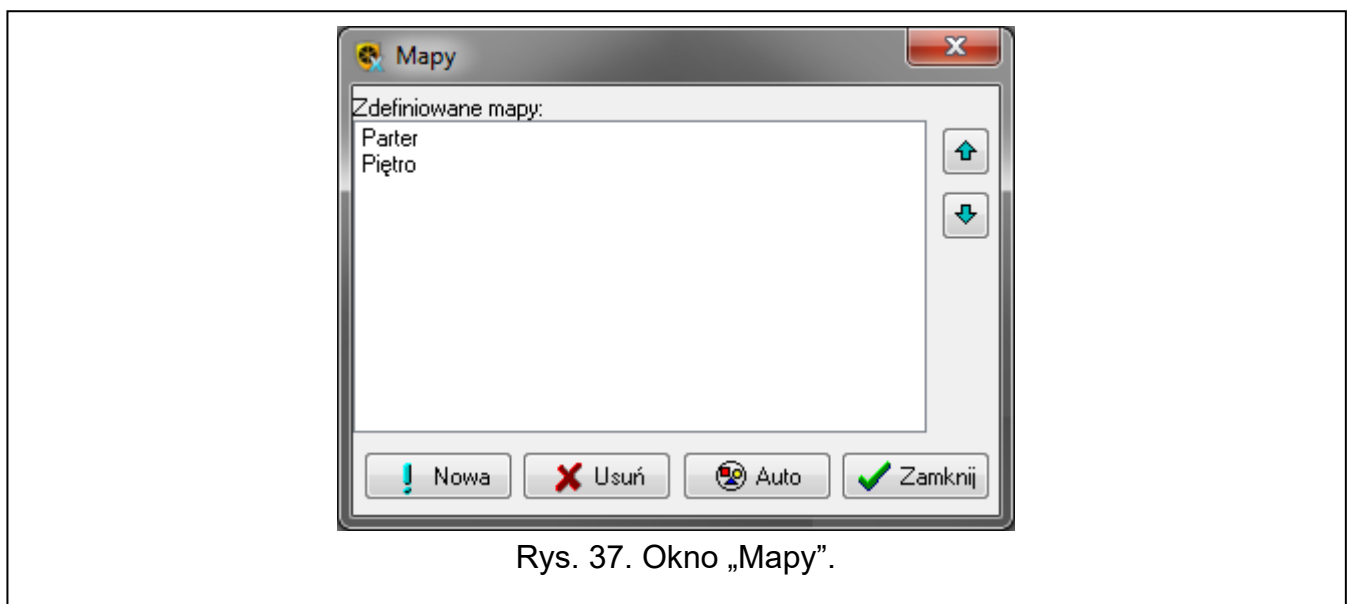 Mapy
Zdefiniowane mapy:
Parter
Piętro
Nowa Usuń Auto Zamknij
Rys. 37. Okno „Mapy”.